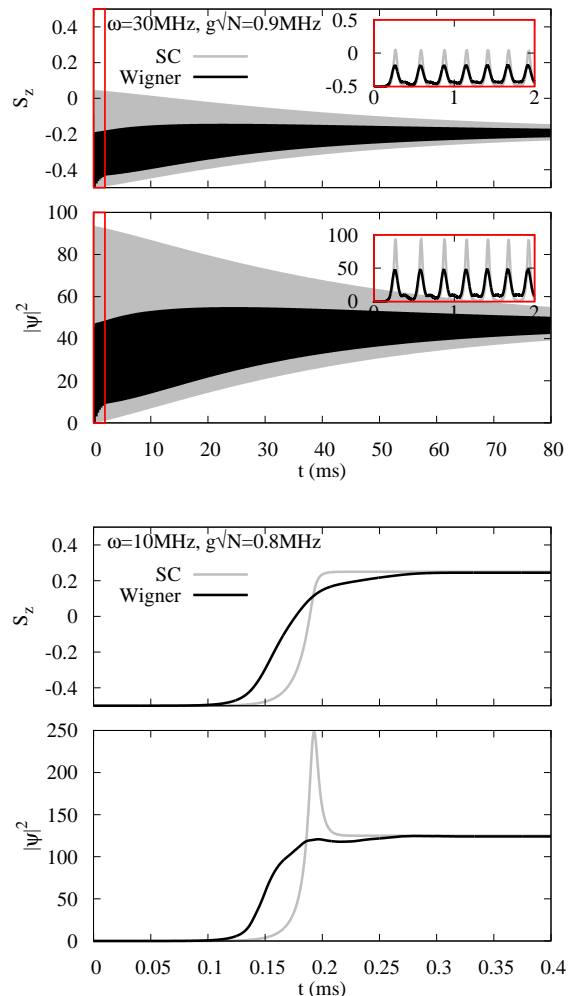 ω=30MHz, g√N=0.9MHz
SC
Wigner
S_z
0.4
0.2
0
-0.2
-0.4
0.5
0
-0.5
0 1 2
|ψ|²
100
80
60
40
20
0
100
50
0
0 1 2
0 10 20 30 40 50 60 70 80
t (ms)
ω=10MHz, g√N=0.8MHz
SC
Wigner
S_z
0.4
0.2
0
-0.2
-0.4
|ψ|²
250
200
150
100
50
0
0 0.05 0.1 0.15 0.2 0.25 0.3 0.35 0.4
t (ms)